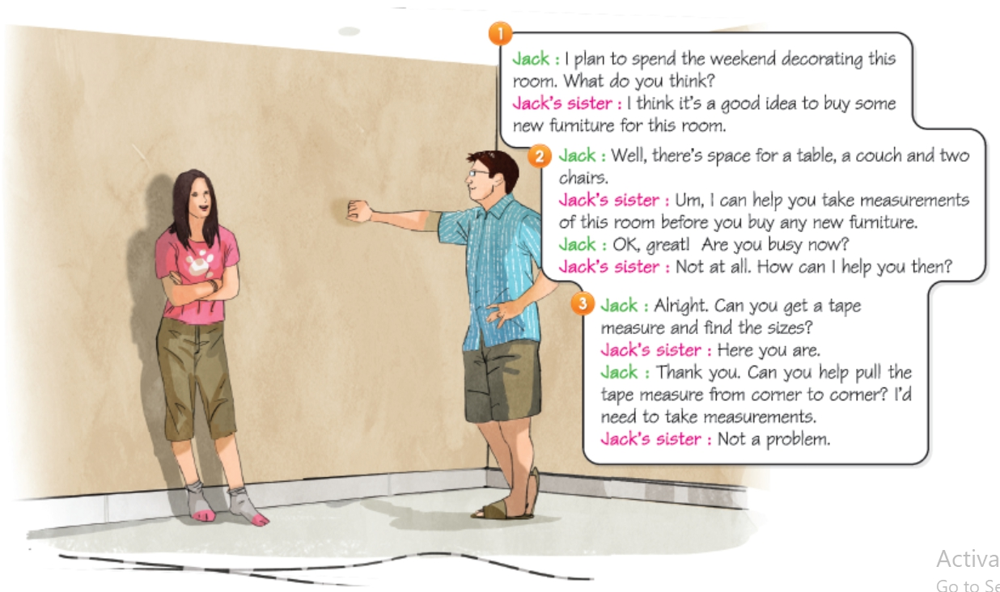 1
Jack : I plan to spend the weekend decorating this
room. What do you think?
Jack's sister : I think it's a good idea to buy some
new furniture for this room.
2
Jack : Well, there's space for a table, a couch and two
chairs.
Jack's sister : Um, I can help you take measurements
of this room before you buy any new furniture.
Jack : OK, great! Are you busy now?
Jack's sister : Not at all. How can I help you then?
3
Jack : Alright. Can you get a tape
measure and find the sizes?
Jack's sister : Here you are.
Jack : Thank you. Can you help pull the
tape measure from corner to corner? I'd
need to take measurements.
Jack's sister : Not a problem.
Activa
Go to Se